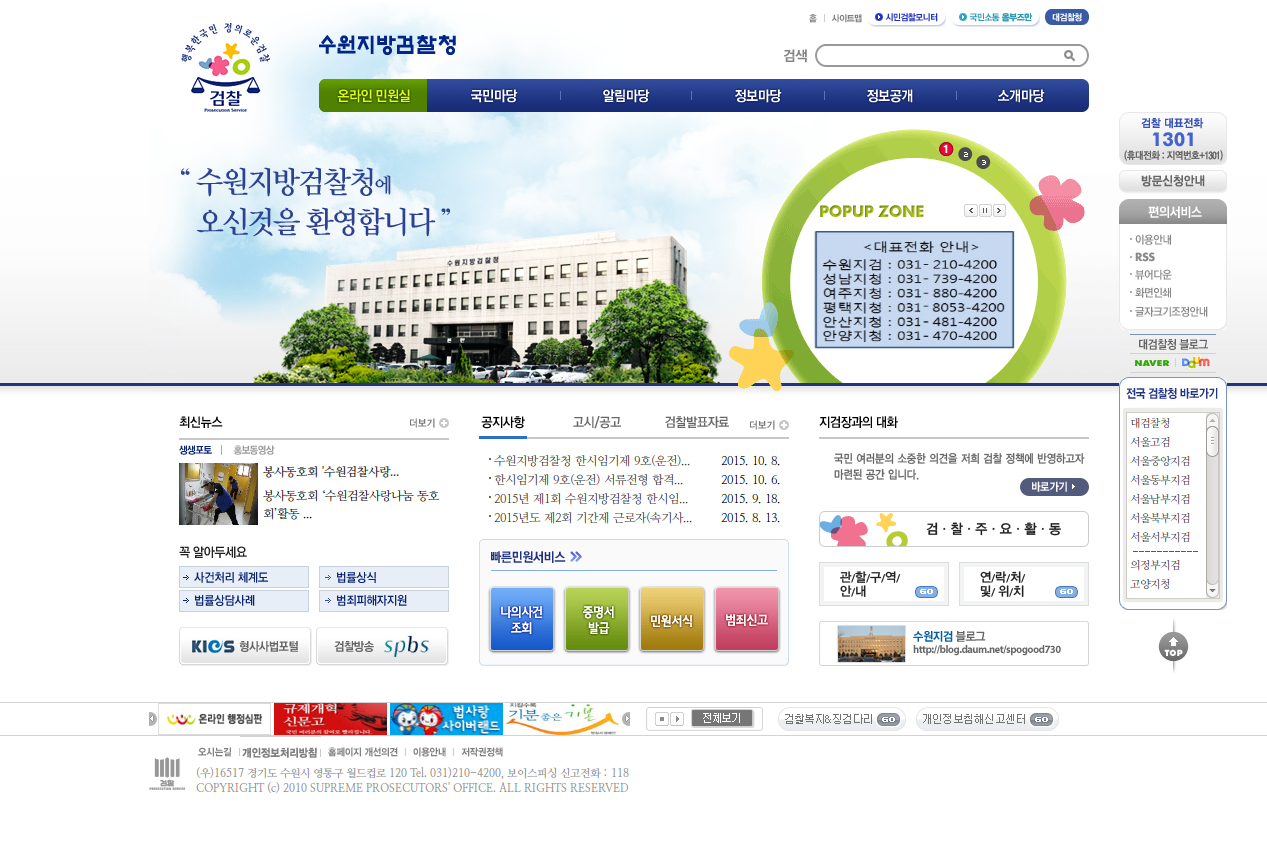 홈 사이트맵 시민검찰모니터 국민소통 옴부즈만 대검찰청
행복한국민 정의로운검찰
검찰
Prosecution Service
수원지방검찰청
검색
온라인 민원실 국민마당 알림마당 정보마당 정보공개 소개마당
“ 수원지방검찰청에
오신것을 환영합니다 ”
수원지방검찰청
1 2 3
POPUP ZONE
<대표전화 안내>
수원지검 : 031- 210-4200
성남지청 : 031- 739-4200
여주지청 : 031- 880-4200
평택지청 : 031- 8053-4200
안산지청 : 031- 481-4200
안양지청 : 031- 470-4200
검찰 대표전화
1301
(휴대전화 : 지역번호+1301)
방문신청안내
편의서비스
· 이용안내
· RSS
· 뷰어다운
· 화면인쇄
· 글자크기조정안내
대검찰청 블로그
NAVER Daum
전국 검찰청 바로가기
대검찰청
서울고검
서울중앙지검
서울동부지검
서울남부지검
서울북부지검
서울서부지검
------------
의정부지검
고양지청
TOP
최신뉴스 더보기
생생포토 홍보동영상
봉사동호회 '수원검찰사랑...
봉사동호회 ‘수원검찰사랑나눔 동호
회’활동 ...
꼭 알아두세요
사건처리 체계도 법률상식
법률상담사례 범죄피해자지원
KICS 형사사법포털 검찰방송 spbs
공지사항 고시/공고 검찰발표자료 더보기
· 수원지방검찰청 한시임기제 9호(운전)... 2015. 10. 8.
· 한시임기제 9호(운전) 서류전형 합격... 2015. 10. 6.
· 2015년 제1회 수원지방검찰청 한시임... 2015. 9. 18.
· 2015년도 제2회 기간제 근로자(속기사... 2015. 8. 13.
빠른민원서비스
나의사건
조회
증명서
발급
민원서식
범죄신고
지검장과의 대화
국민 여러분의 소중한 의견을 저희 검찰 정책에 반영하고자
마련된 공간 입니다.
바로가기
검·찰·주·요·활·동
관/할/구/역/
안/내 GO
연/락/처/
및/ 위/치 GO
수원지검 블로그
http://blog.daum.net/spogood730
온라인 행정심판
규제개혁
신문고
법사랑
사이버랜드
지킬수록
기분 좋은 기본
전체보기
검찰복지&징검다리 GO
개인정보침해신고센터 GO
오시는길 개인정보처리방침 홈페이지 개선의견 이용안내 저작권정책
검찰
PROSECUTION SERVICE
(우)16517 경기도 수원시 영통구 월드컵로 120 Tel. 031)210-4200, 보이스피싱 신고전화 : 118
COPYRIGHT (c) 2010 SUPREME PROSECUTORS' OFFICE. ALL RIGHTS RESERVED